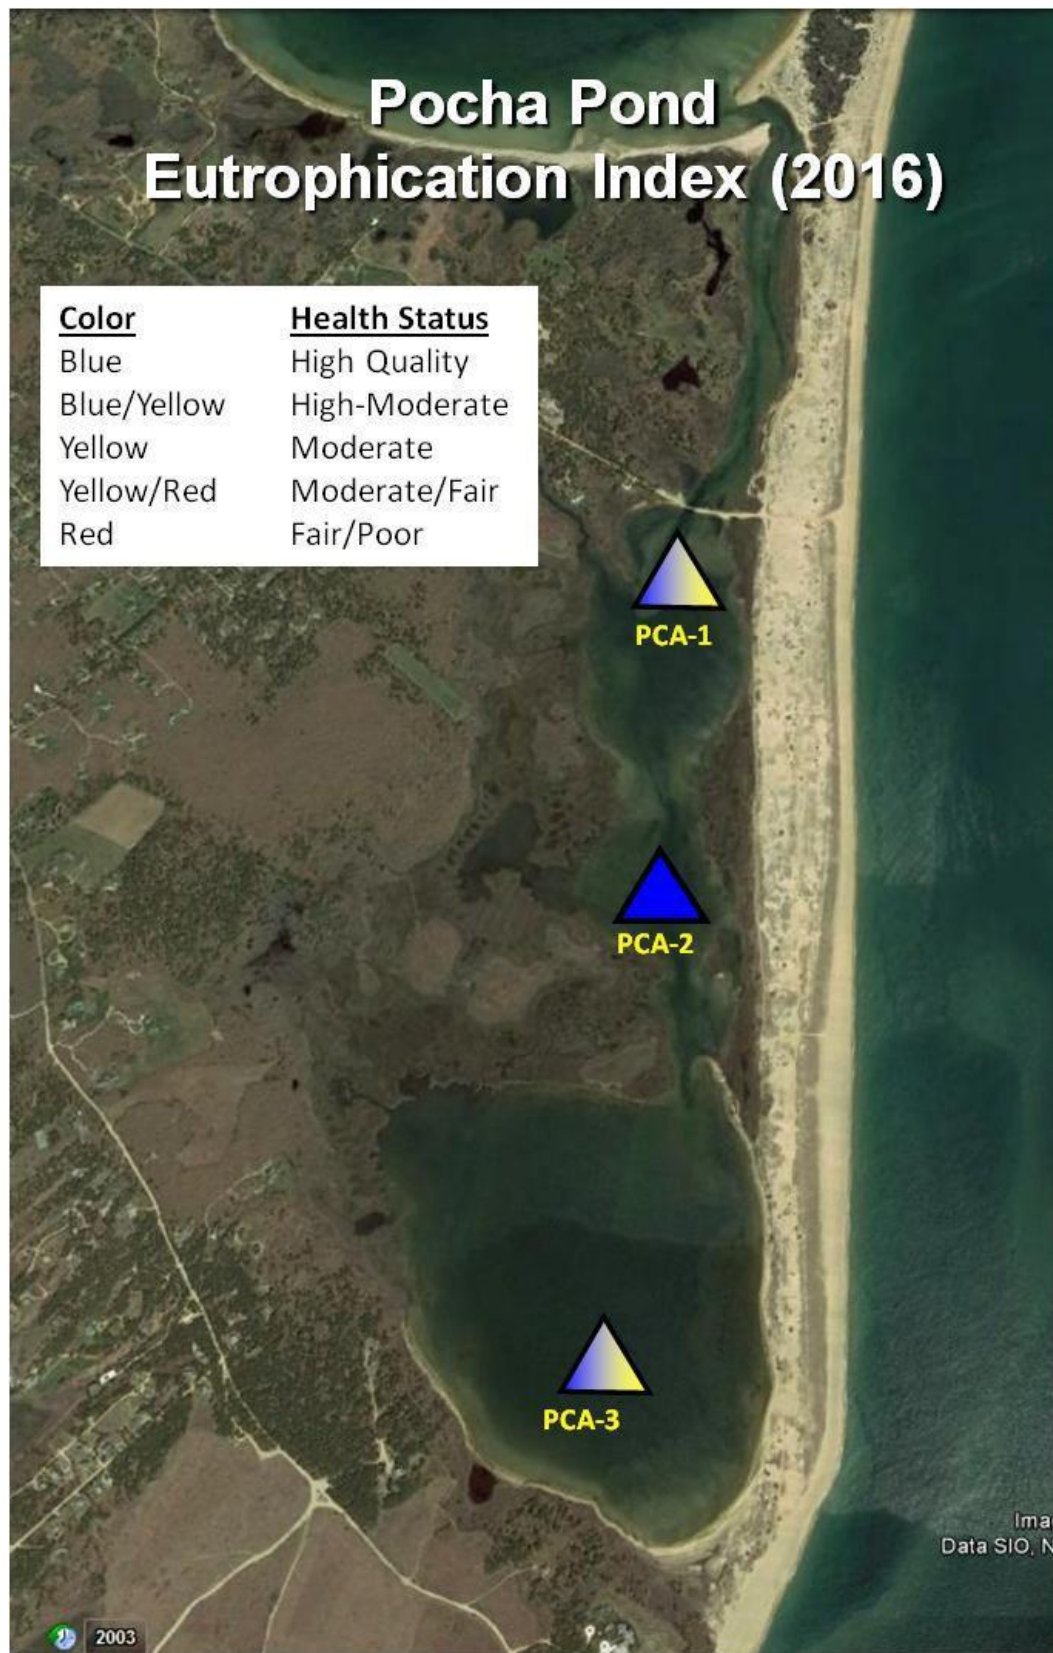 Pocha Pond
Eutrophication Index (2016)
Color Health Status
Blue High Quality
Blue/Yellow High-Moderate
Yellow Moderate
Yellow/Red Moderate/Fair
Red Fair/Poor
PCA-1
PCA-2
PCA-3
Ima
Data SIO, N
2003